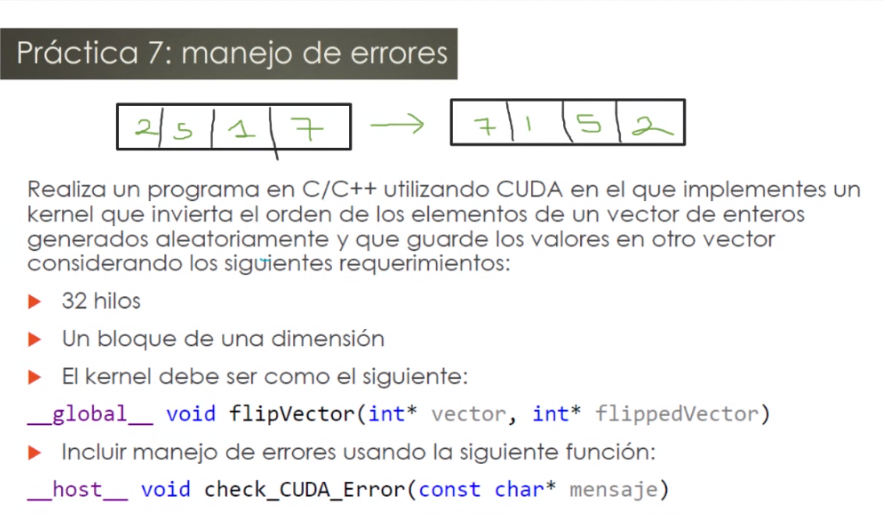 Práctica 7: manejo de errores
2 5 1 7 → 7 1 5 2
Realiza un programa en C/C++ utilizando CUDA en el que implementes un
kernel que invierta el orden de los elementos de un vector de enteros
generados aleatoriamente y que guarde los valores en otro vector
considerando los siguientes requerimientos:
32 hilos
Un bloque de una dimensión
El kernel debe ser como el siguiente:
__global__ void flipVector(int* vector, int* flippedVector)
Incluir manejo de errores usando la siguiente función:
__host__ void check_CUDA_Error(const char* mensaje)